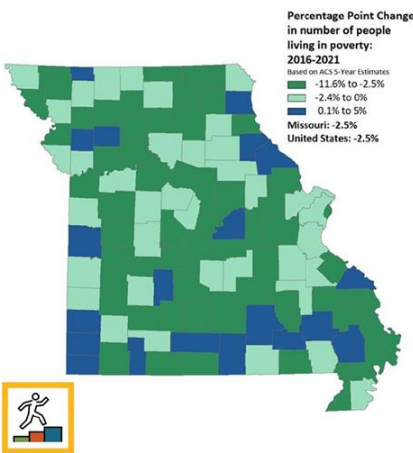 Percentage Point Change
in number of people
living in poverty:
2016-2021
Based on ACS 5-Year Estimates
-11.6% to -2.5%
-2.4% to 0%
0.1% to 5%
Missouri: -2.5%
United States: -2.5%